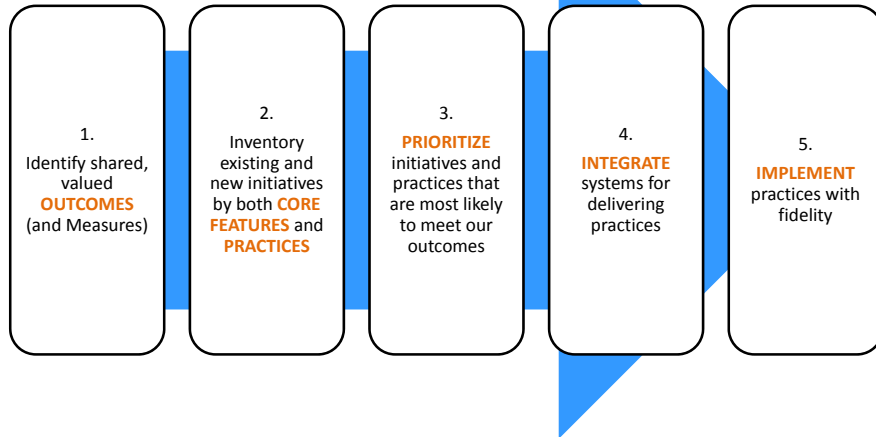 1.
Identify shared,
valued
OUTCOMES
(and Measures)
2.
Inventory
existing and
new initiatives
by both CORE
FEATURES and
PRACTICES
3.
PRIORITIZE
initiatives and
practices that
are most likely
to meet our
outcomes
4.
INTEGRATE
systems for
delivering
practices
5.
IMPLEMENT
practices with
fidelity